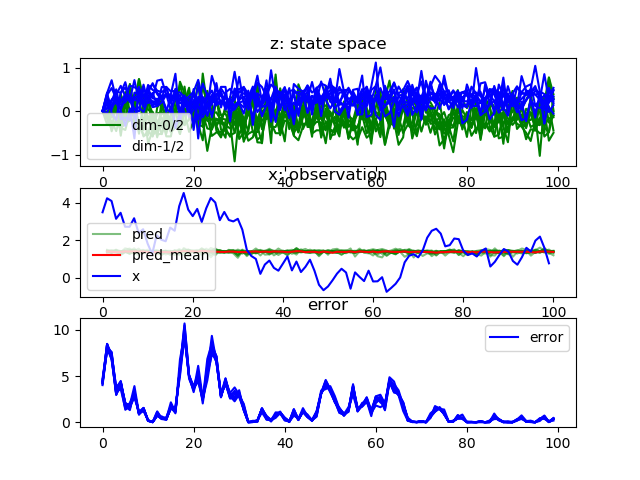 z: state space
1
0
−1
dim-0/2
dim-1/2
0 20 40 60 80 100
x: observation
4
2
0
pred
pred_mean
x
0 20 40 60 80 100
error
10
5
0
error
0 20 40 60 80 100